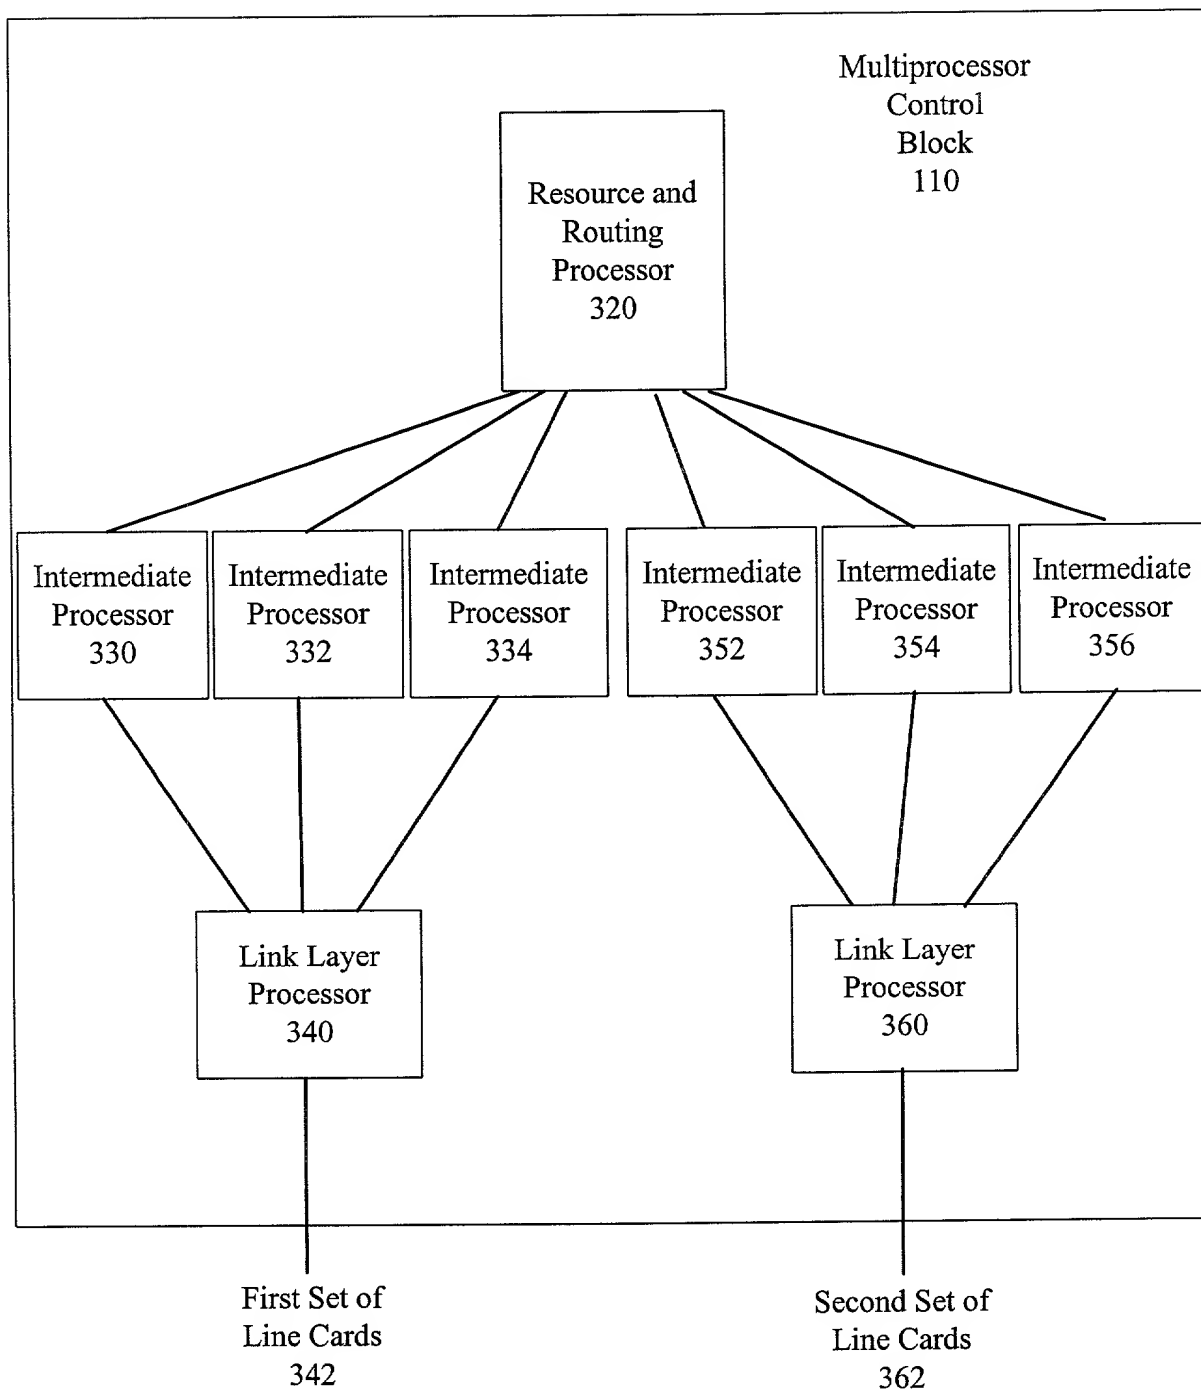 Multiprocessor
Control
Block
110
Resource and
Routing
Processor
320
Intermediate
Processor
330
Intermediate
Processor
332
Intermediate
Processor
334
Intermediate
Processor
352
Intermediate
Processor
354
Intermediate
Processor
356
Link Layer
Processor
340
Link Layer
Processor
360
First Set of
Line Cards
342
Second Set of
Line Cards
362